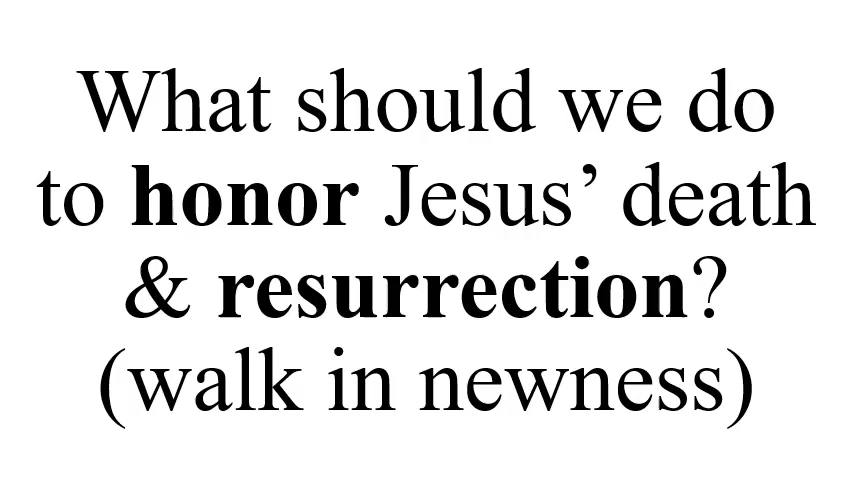 What should we do
to honor Jesus’ death
& resurrection?
(walk in newness)